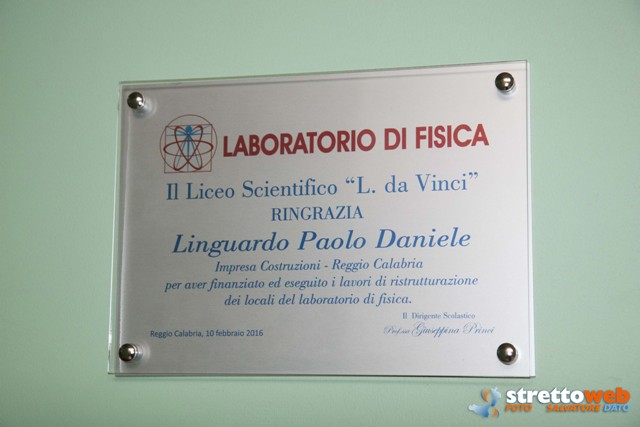 LABORATORIO DI FISICA
Il Liceo Scientifico “L. da Vinci”
RINGRAZIA
Linguardo Paolo Daniele
Impresa Costruzioni - Reggio Calabria
per aver finanziato ed eseguito i lavori di ristrutturazione
dei locali del laboratorio di fisica.
Il Dirigente Scolastico
Reggio Calabria, 10 febbraio 2016
Prof.ssa Giuseppina Princi
strettoweb
FOTO SALVATORE DATO